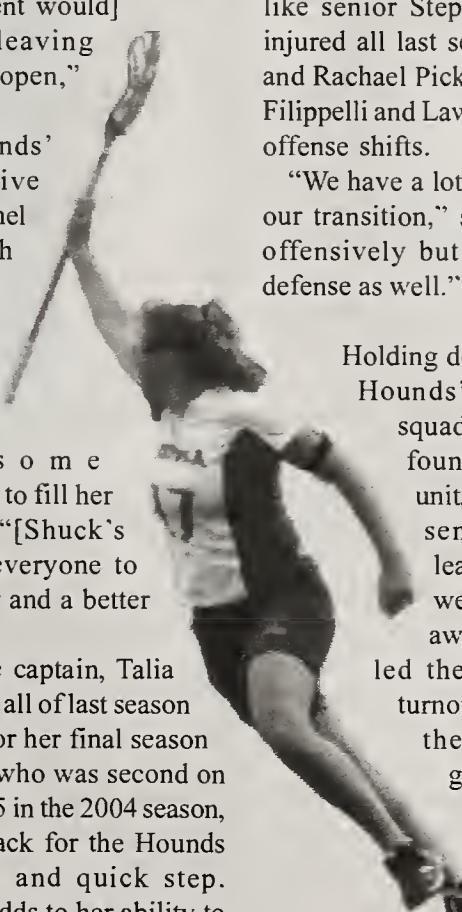 ent would]
leaving
open,”
nds’
ive
nel
h
s o m e
to fill her
“[Shuck’s
everyone to
and a better
captain, Talia
all of last season
or her final season
who was second on
5 in the 2004 season,
ack for the Hounds
and quick step.
adds to her ability to
like senior Step
injured all last se
and Rachael Pick
Filippelli and Lav
offense shifts.
“We have a lot
our transition,” s
offensively but
defense as well.”
Holding d
Hounds’
squad
foun
unit
sen
lea
we
aw
led the
turnov
the
g